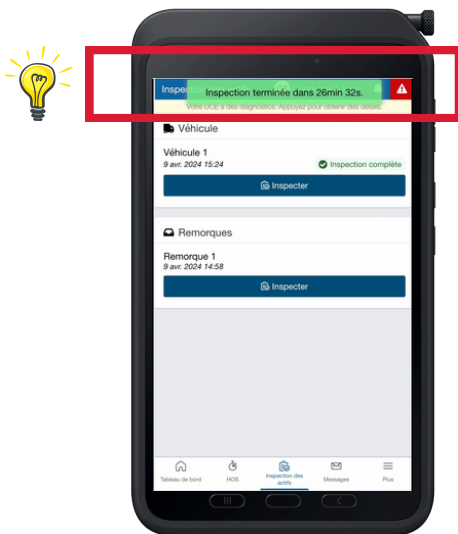 Inspec
Inspection terminée dans 26min 32s.
Votre DCE a des diagnostics. Appuyez pour obtenir des détails.
Véhicule
Véhicule 1
9 avr. 2024 15:24
Inspection complète
Inspecter
Remorques
Remorque 1
9 avr. 2024 14:58
Inspecter
Tableau de bord
HOS
Inspection des
actifs
Messages
Plus